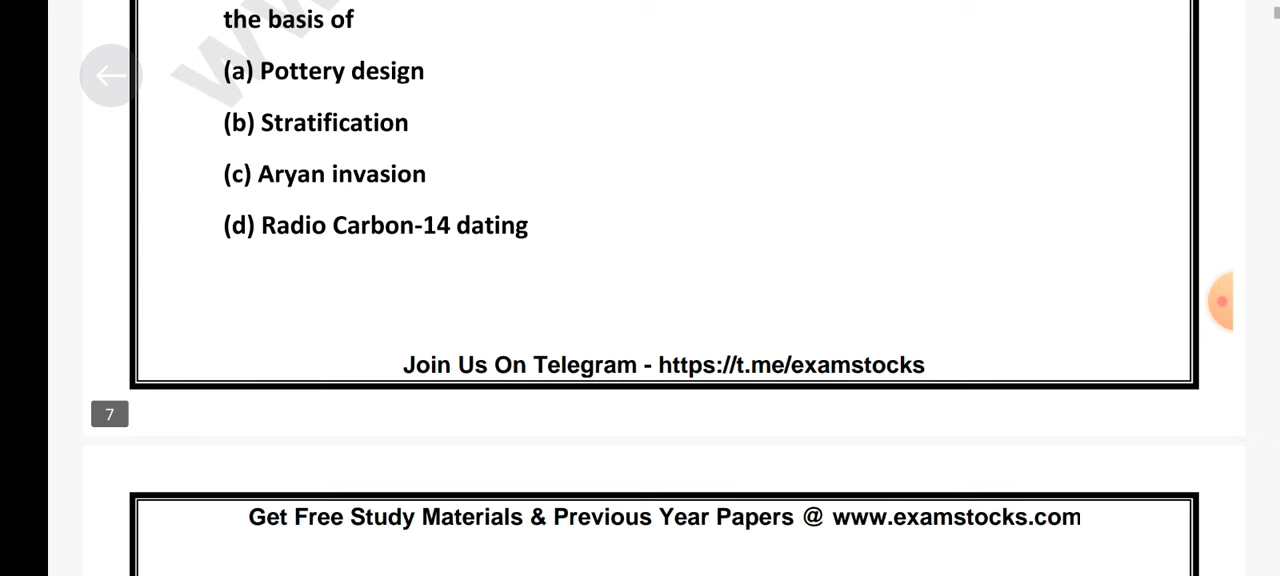 the basis of
(a) Pottery design
(b) Stratification
(c) Aryan invasion
(d) Radio Carbon-14 dating
Join Us On Telegram - https://t.me/examstocks
7
Get Free Study Materials & Previous Year Papers @ www.examstocks.com